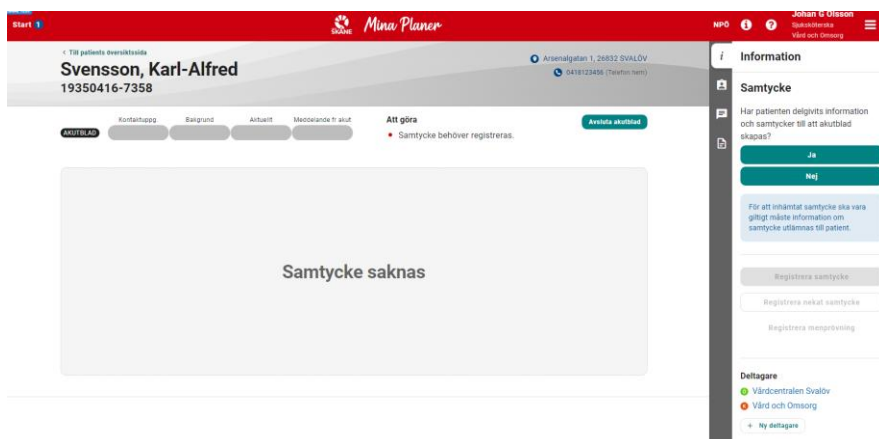 Start 1
SKÅNE
Mina Planer
NPÖ
Johan G Olsson
Sjuksköterska
Vård och Omsorg
‹ Till patients översiktssida
Svensson, Karl-Alfred
19350416-7358
Arsenalgatan 1, 26832 SVALÖV
0418123456 (Telefon hem)
AKUTBLAD
Kontaktuppg
Bakgrund
Aktuellt
Meddelande fr akut
Att göra
• Samtycke behöver registreras.
Avsluta akutblad
Samtycke saknas
Information
Samtycke
Har patienten delgivits information
och samtycker till att akutblad
skapas?
Ja
Nej
För att inhämtat samtycke ska vara
giltigt måste information om
samtycke utlämnas till patient.
Registrera samtycke
Registrera nekat samtycke
Registrera menprövning
Deltagare
Vårdcentralen Svalöv
Vård och Omsorg
+ Ny deltagare